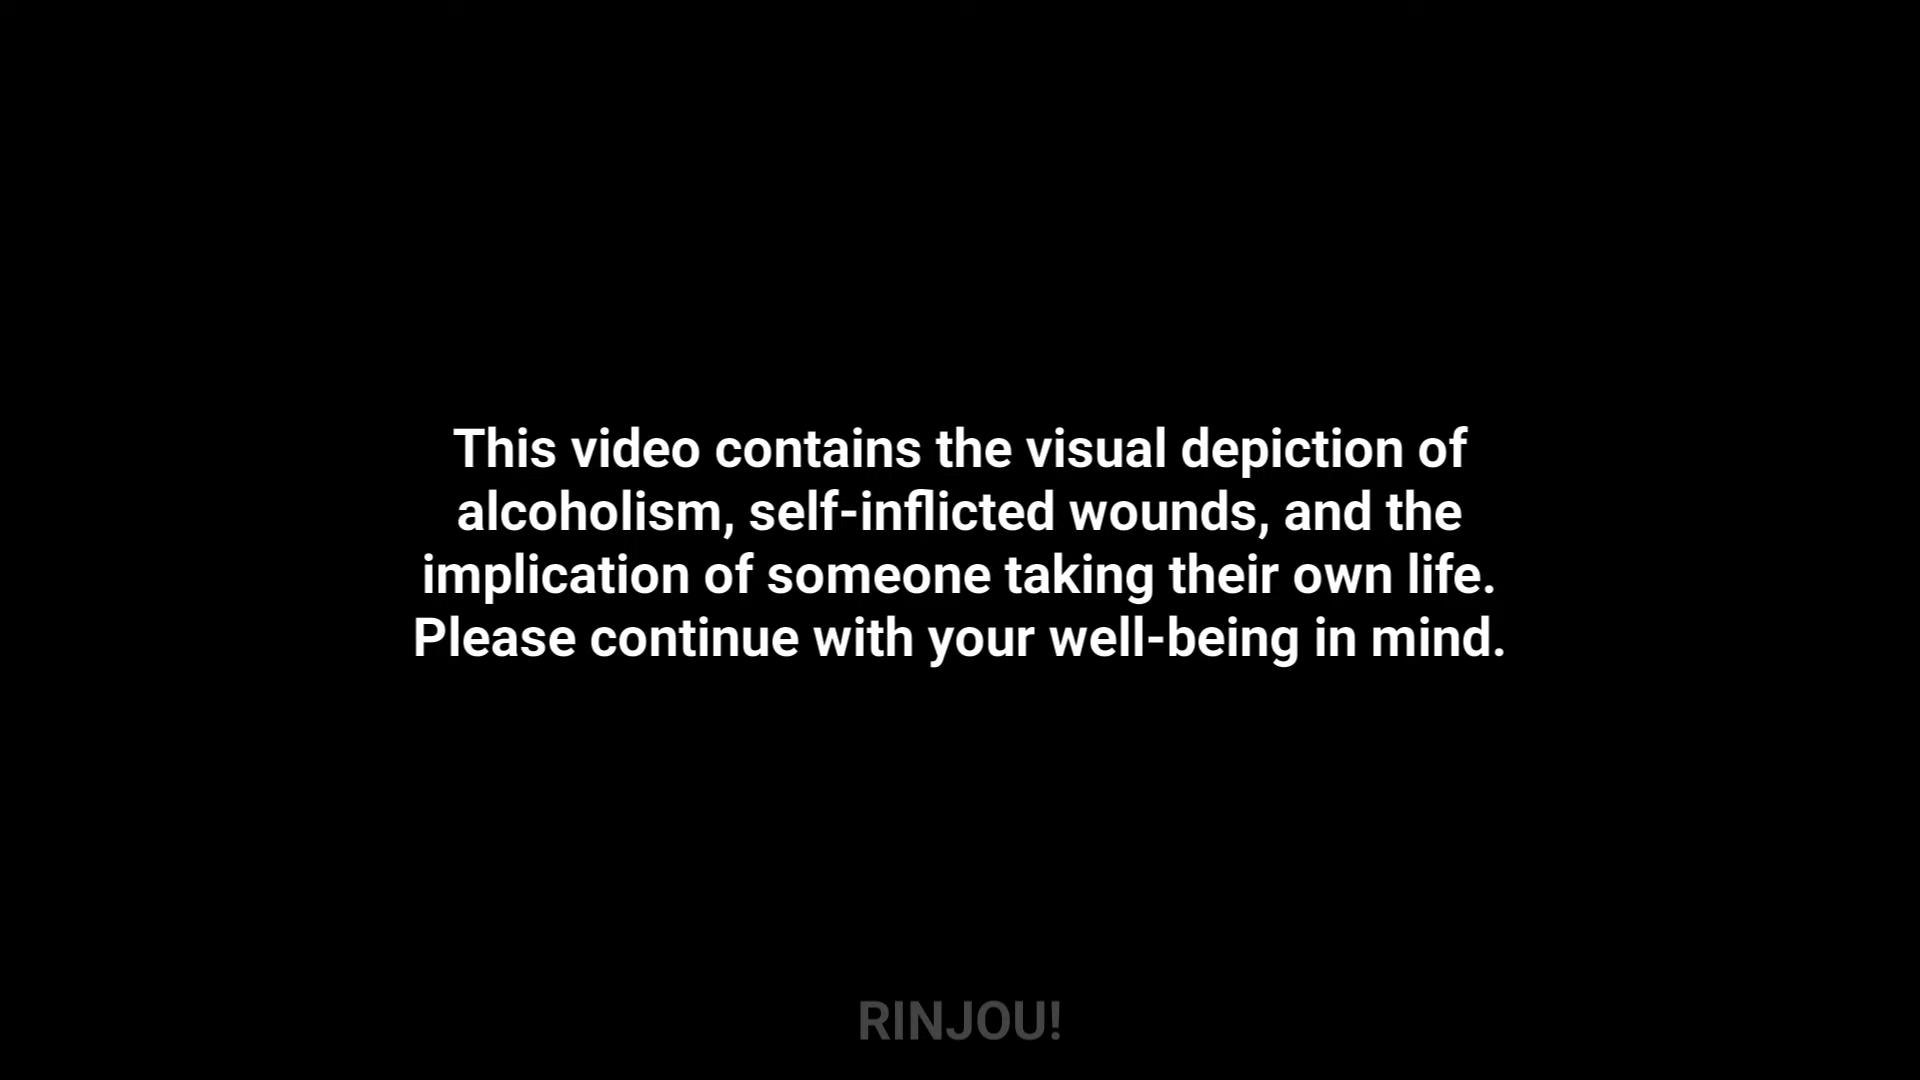 This video contains the visual depiction of
alcoholism, self-inflicted wounds, and the
implication of someone taking their own life.
Please continue with your well-being in mind.
RINJOU!